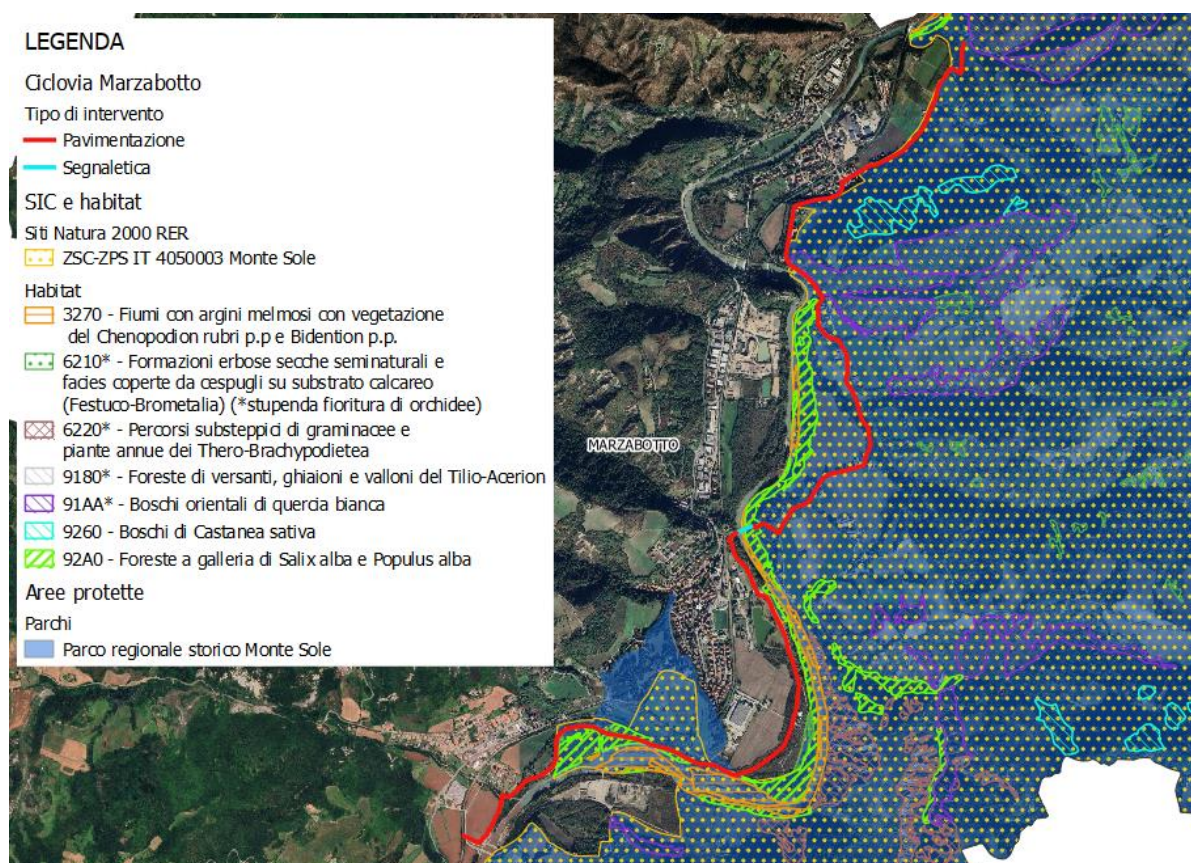 LEGENDA
Ciclovia Marzabotto
Tipo di intervento
Pavimentazione
Segnaletica
SIC e habitat
Siti Natura 2000 RER
ZSC-ZPS IT 4050003 Monte Sole
Habitat
3270 - Fiumi con argini melmosi con vegetazione
del Chenopodion rubri p.p e Bidention p.p.
6210* - Formazioni erbose secche seminaturali e
facies coperte da cespugli su substrato calcareo
(Festuco-Brometalia) (*stupenda fioritura di orchidee)
6220* - Percorsi substeppici di graminacee e
piante annue dei Thero-Brachypodietea
9180* - Foreste di versanti, ghiaioni e valloni del Tilio-Acerion
91AA* - Boschi orientali di quercia bianca
9260 - Boschi di Castanea sativa
92A0 - Foreste a galleria di Salix alba e Populus alba
Aree protette
Parchi
Parco regionale storico Monte Sole
MARZABOTTO